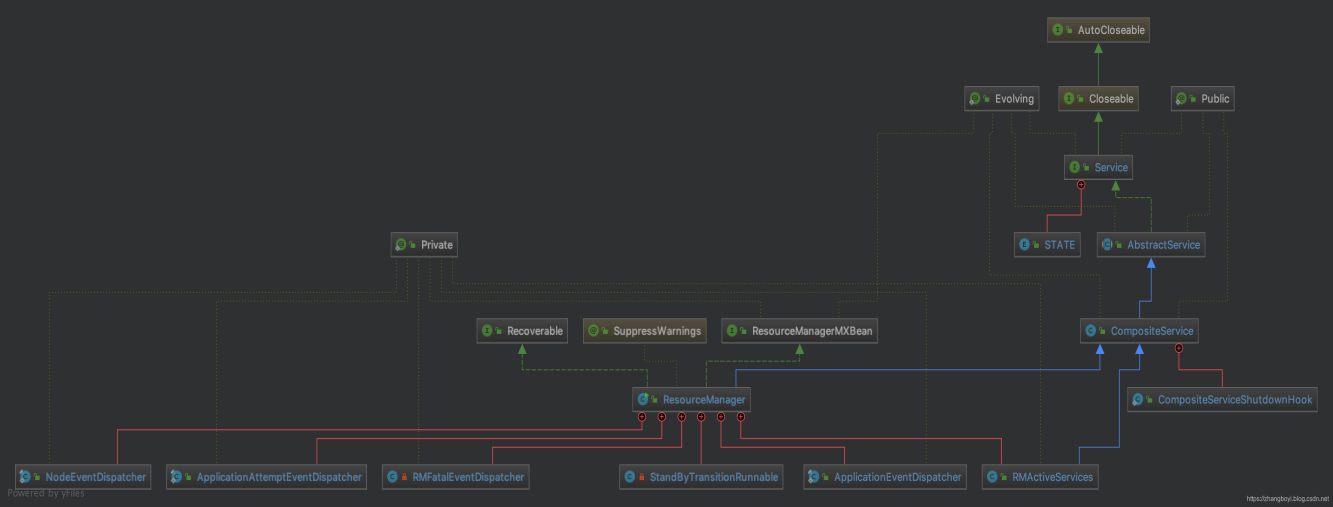 AutoCloseable
Evolving
Closeable
Public
Service
Private
STATE
AbstractService
Recoverable
SuppressWarnings
ResourceManagerMXBean
CompositeService
ResourceManager
CompositeServiceShutdownHook
NodeEventDispatcher
ApplicationAttemptEventDispatcher
RMFatalEventDispatcher
StandByTransitionRunnable
ApplicationEventDispatcher
RMActiveServices
Powered by yFiles
https://zhangboyi.blog.csdn.net